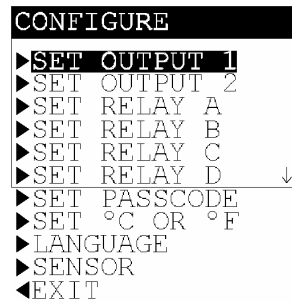 CONFIGURE
▶SET OUTPUT 1
▶SET OUTPUT 2
▶SET RELAY A
▶SET RELAY B
▶SET RELAY C
▶SET RELAY D ↓
▶SET PASSCODE
▶SET °C OR °F
▶LANGUAGE
▶SENSOR
◀EXIT